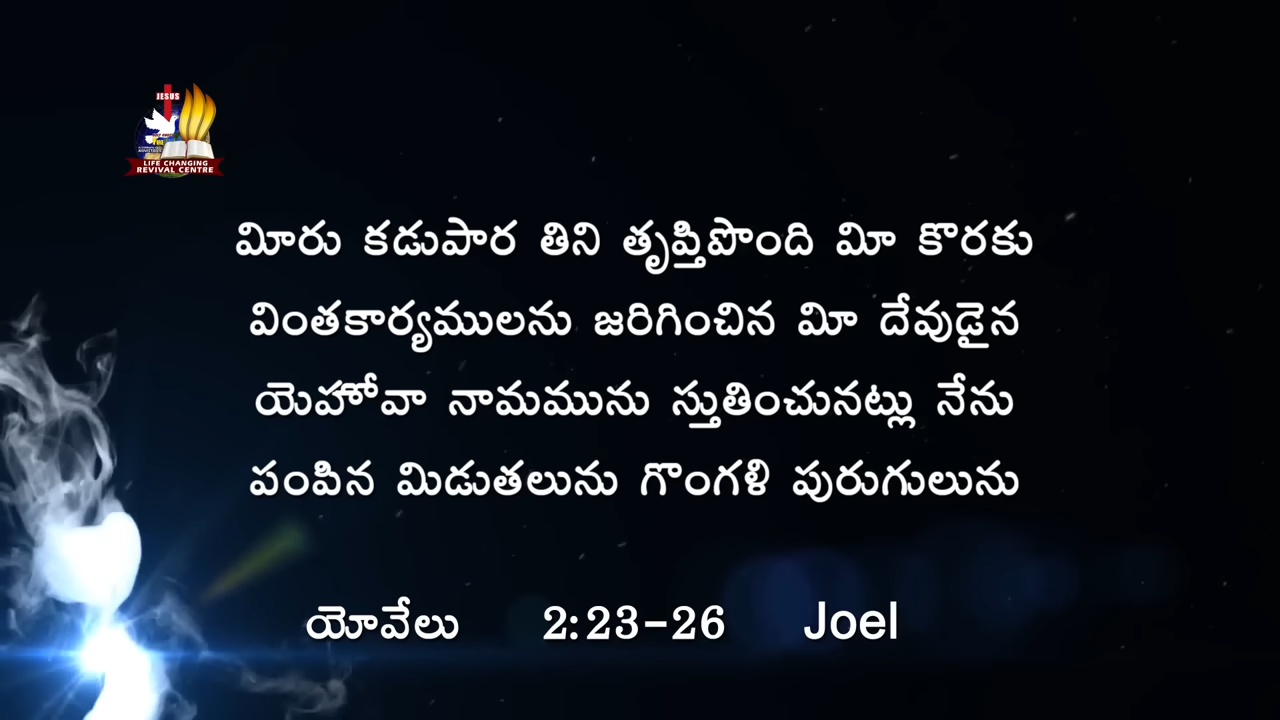 JESUS
LIFE CHANGING
REVIVAL CENTRE
మీరు కడుపార తిని తృప్తిపొంది మీ కొరకు
వింతకార్యములను జరిగించిన మీ దేవుడైన
యెహోవా నామమును స్తుతించునట్లు నేను
పంపిన మిడుతలును గొంగళి పురుగులును
యోవేలు 2:23-26 Joel